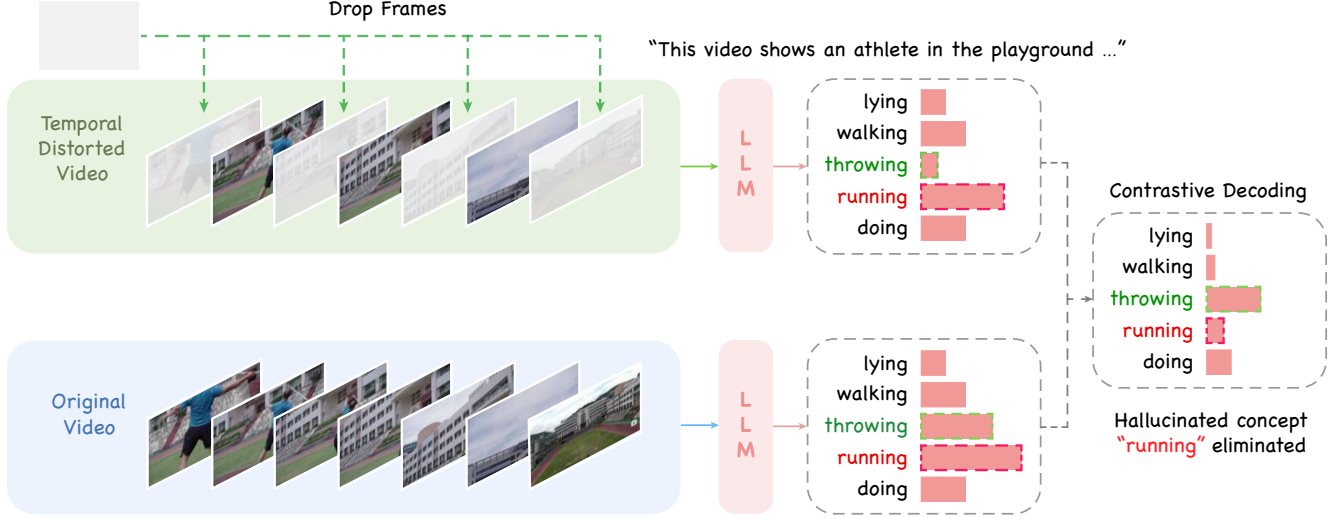 Drop Frames
"This video shows an athlete in the playground ..."
Temporal
Distorted
Video
L
L
M
lying
walking
throwing
running
doing
Contrastive Decoding
lying
walking
throwing
running
doing
Original
Video
L
L
M
lying
walking
throwing
running
doing
Hallucinated concept
"running" eliminated